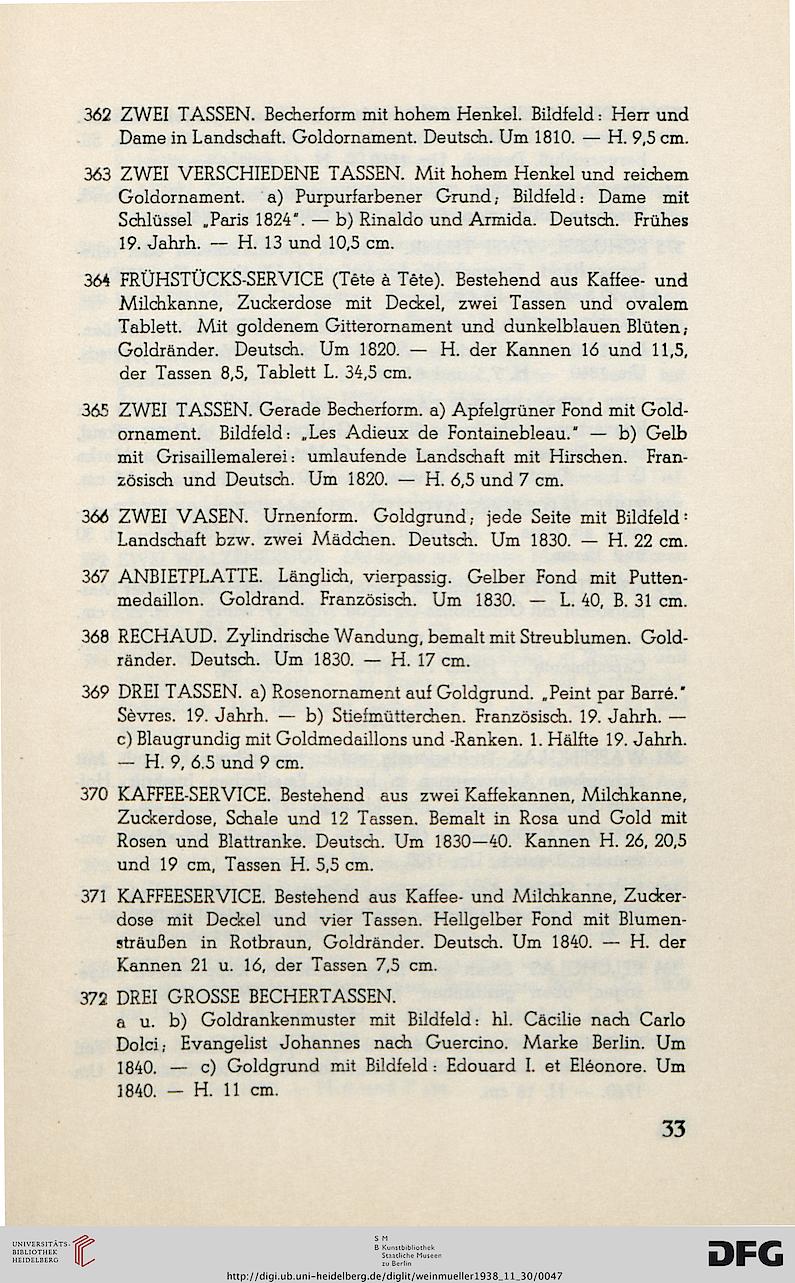 362 ZWEI TASSEN. Becherform mit hohem Henkel. Bildfeld: Herr und
Dame in Landschaft. Goldornament. Deutsch. Um 1810. — H. 9,5 cm.
363 ZWEI VERSCHIEDENE TASSEN. Mit hohem Henkel und reichem
Goldornament. a) Purpurfarbener Grund; Bildfeld: Dame mit
Schlüssel „Paris 1824". — b) Rinaldo und Armida. Deutsch. Frühes
19. Jahrh. — H. 13 und 10,5 cm.
364 FRÜHSTÜCKS-SERVICE (Tête à Tête). Bestehend aus Kaffee- und
Milchkanne, Zuckerdose mit Deckel, zwei Tassen und ovalem
Tablett. Mit goldenem Gitterornament und dunkelblauen Blüten;
Goldränder. Deutsch. Um 1820. — H. der Kannen 16 und 11,5,
der Tassen 8,5, Tablett L. 34,5 cm.
365 ZWEI TASSEN. Gerade Becherform. a) Apfelgrüner Fond mit Gold-
ornament. Bildfeld: „Les Adieux de Fontainebleau." — b) Gelb
mit Grisaillemalerei: umlaufende Landschaft mit Hirschen. Fran-
zösisch und Deutsch. Um 1820. — H. 6,5 und 7 cm.
366 ZWEI VASEN. Urnenform. Goldgrund; jede Seite mit Bildfeld:
Landschaft bzw. zwei Mädchen. Deutsch. Um 1830. — H. 22 cm.
367 ANBIETPLATTE. Länglich, vierpassig. Gelber Fond mit Putten-
medaillon. Goldrand. Französisch. Um 1830. — L. 40, B. 31 cm.
368 RECHAUD. Zylindrische Wandung, bemalt mit Streublumen. Gold-
ränder. Deutsch. Um 1830. — H. 17 cm.
369 DREI TASSEN. a) Rosenornament auf Goldgrund. „Peint par Barré."
Sèvres. 19. Jahrh. — b) Stiefmütterchen. Französisch. 19. Jahrh. —
c) Blaugrundig mit Goldmedaillons und -Ranken. 1. Hälfte 19. Jahrh.
— H. 9, 6.5 und 9 cm.
370 KAFFEE-SERVICE. Bestehend aus zwei Kaffekannen, Milchkanne,
Zuckerdose, Schale und 12 Tassen. Bemalt in Rosa und Gold mit
Rosen und Blattranke. Deutsch. Um 1830—40. Kannen H. 26, 20,5
und 19 cm, Tassen H. 5,5 cm.
371 KAFFEESERVICE. Bestehend aus Kaffee- und Milchkanne, Zucker-
dose mit Deckel und vier Tassen. Hellgelber Fond mit Blumen-
sträußen in Rotbraun, Goldränder. Deutsch. Um 1840. — H. der
Kannen 21 u. 16, der Tassen 7,5 cm.
372 DREI GROSSE BECHERTASSEN.
a u. b) Goldrankenmuster mit Bildfeld: hl. Cäcilie nach Carlo
Dolci; Evangelist Johannes nach Guercino. Marke Berlin. Um
1840. — c) Goldgrund mit Bildfeld: Edouard I. et Eléonore. Um
1840. — H. 11 cm.
33
UNIVERSITÄTS-
BIBLIOTHEK
HEIDELBERG
S M
B Kunstbibliothek
Staatliche Museen
zu Berlin
DFG
http://digi.ub.uni-heidelberg.de/diglit/weinmueller1938_11_30/0047